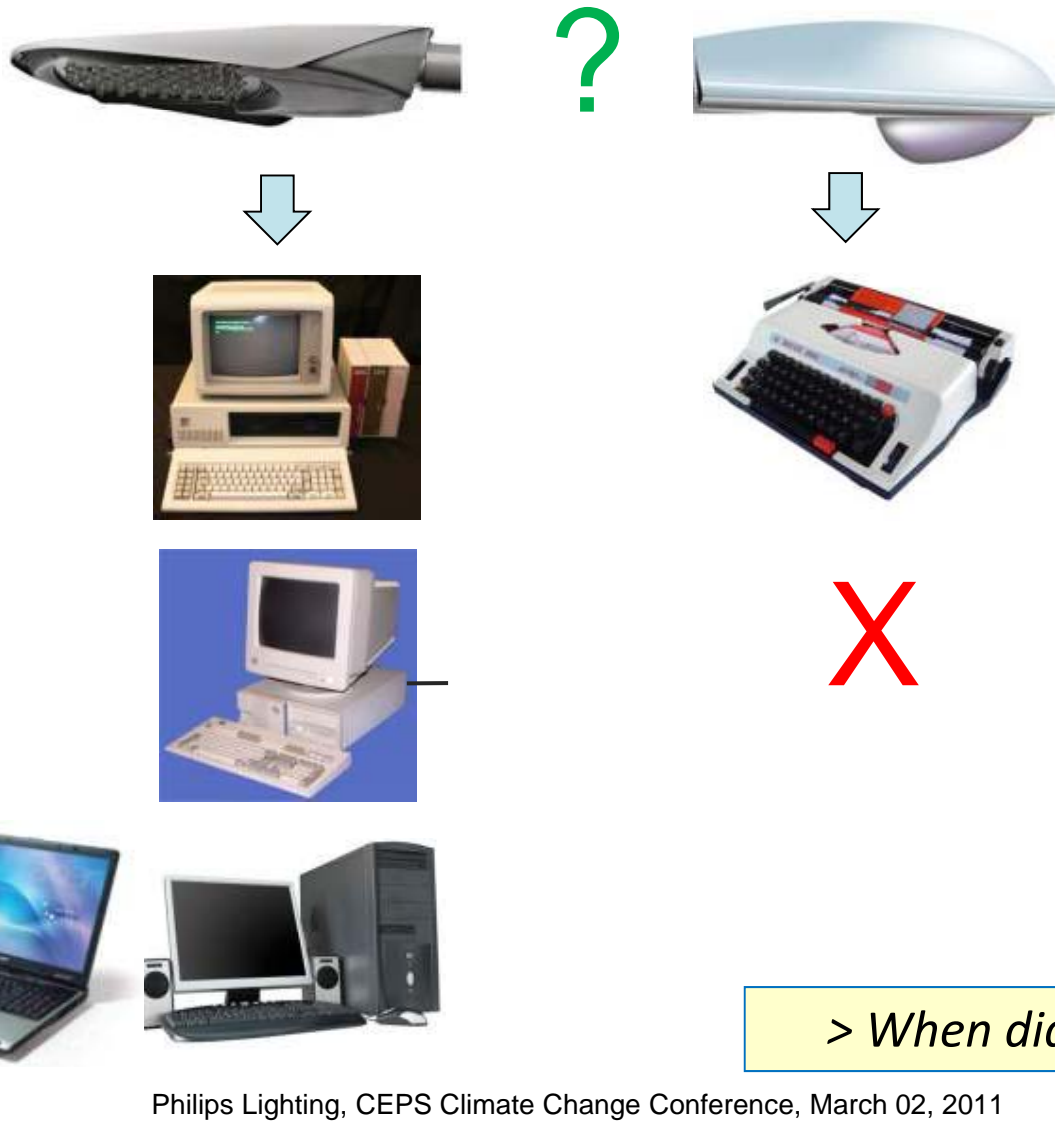 ?
X
> When did
Philips Lighting, CEPS Climate Change Conference, March 02, 2011